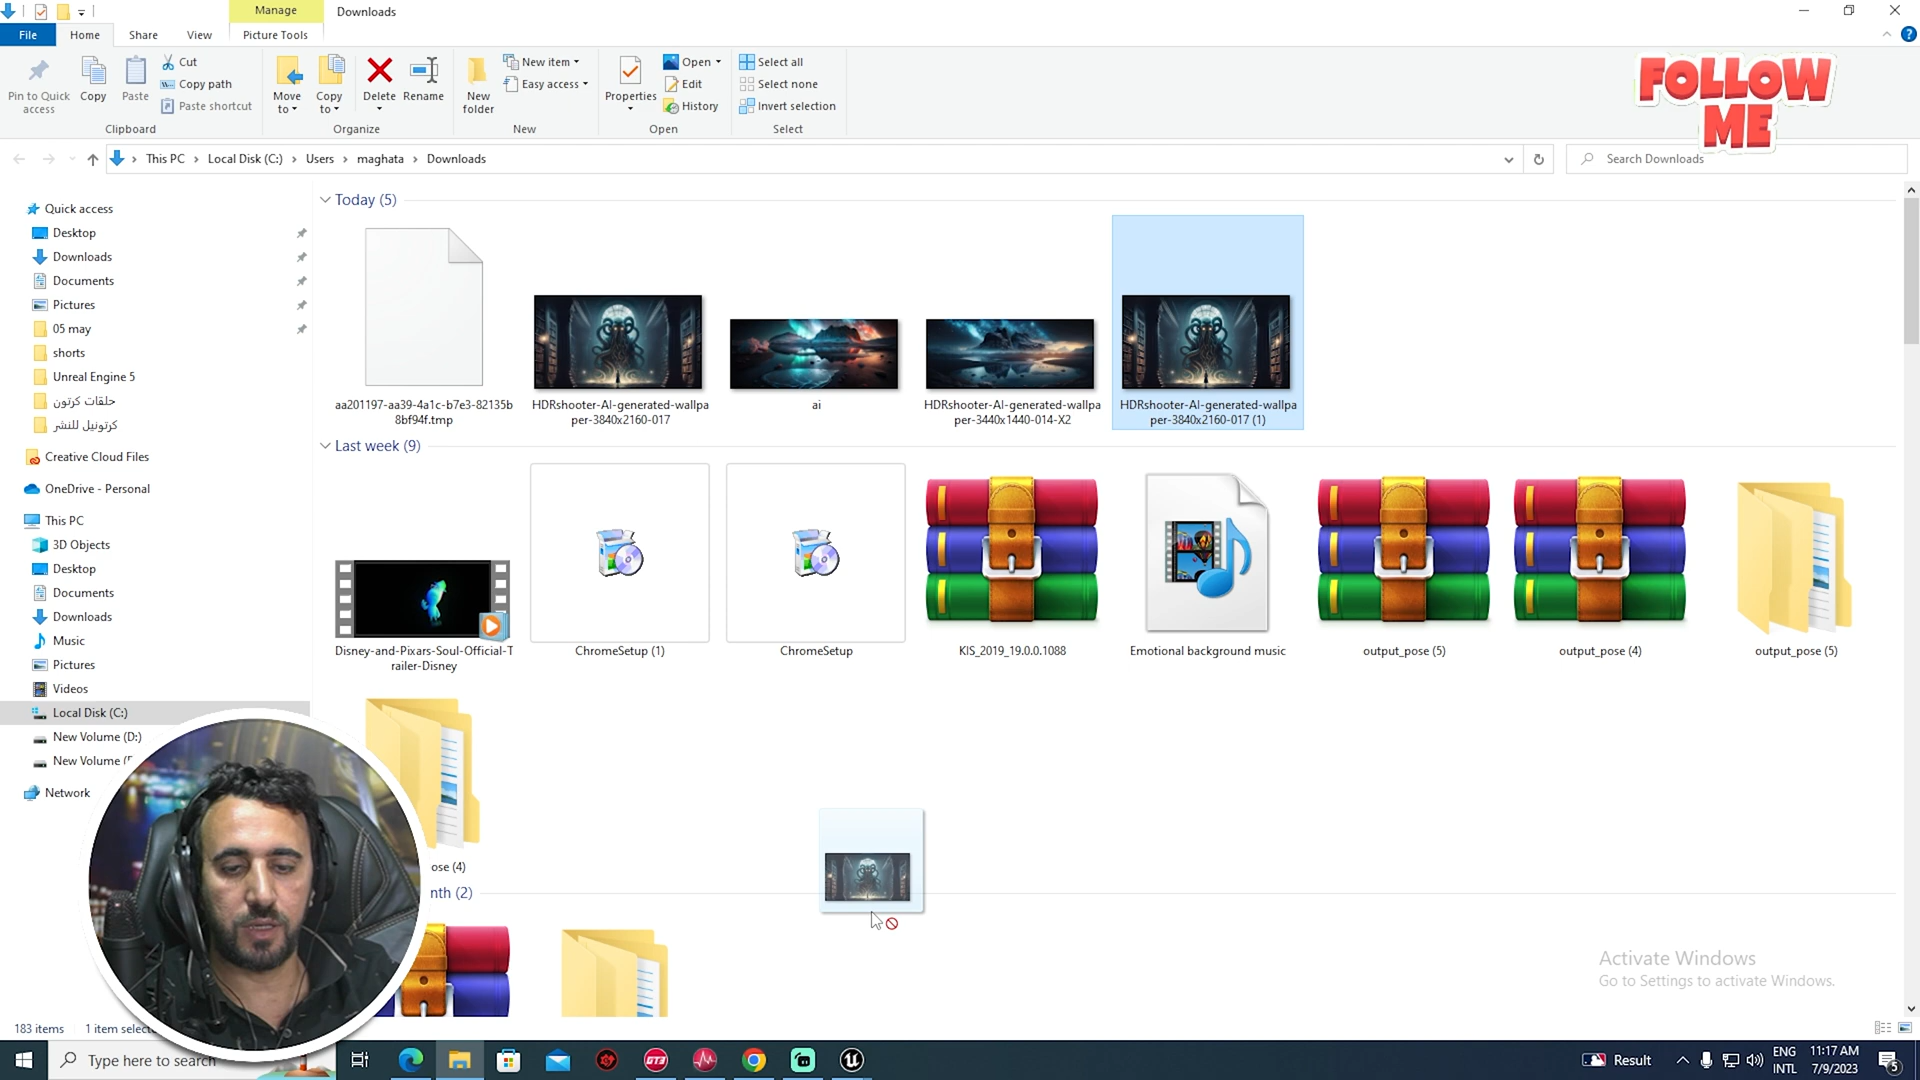 Manage
Downloads
File
Home
Share
View
Picture Tools
Pin to Quick
access
Copy
Paste
Cut
Copy path
Paste shortcut
Clipboard
Move
to
Copy
to
Delete
Rename
Organize
New
folder
New item
Easy access
New
Properties
Open
Edit
History
Open
Select all
Select none
Invert selection
Select
FOLLOW
ME
This PC
Local Disk (C:)
Users
maghata
Downloads
Search Downloads
Quick access
Desktop
Downloads
Documents
Pictures
05 may
shorts
Unreal Engine 5
حلقات كرتون
كرتونيل للنشر
Creative Cloud Files
OneDrive - Personal
This PC
3D Objects
Desktop
Documents
Downloads
Music
Pictures
Videos
Local Disk (C:)
New Volume (D:)
New Volume (
Network
Today (5)
aa201197-aa39-4a1c-b7e3-82135b
8bf94f.tmp
HDRshooter-AI-generated-wallpa
per-3840x2160-017
ai
HDRshooter-AI-generated-wallpa
per-3440x1440-014-X2
HDRshooter-AI-generated-wallpa
per-3840x2160-017 (1)
Last week (9)
Disney-and-Pixars-Soul-Official-T
railer-Disney
ChromeSetup (1)
ChromeSetup
KIS_2019_19.0.0.1088
Emotional background music
output_pose (5)
output_pose (4)
output_pose (5)
ose (4)
nth (2)
Activate Windows
Go to Settings to activate Windows.
183 items
1 item selecte
Type here to search
GT3
Result
ENG
INTL
11:17 AM
7/9/2023
5